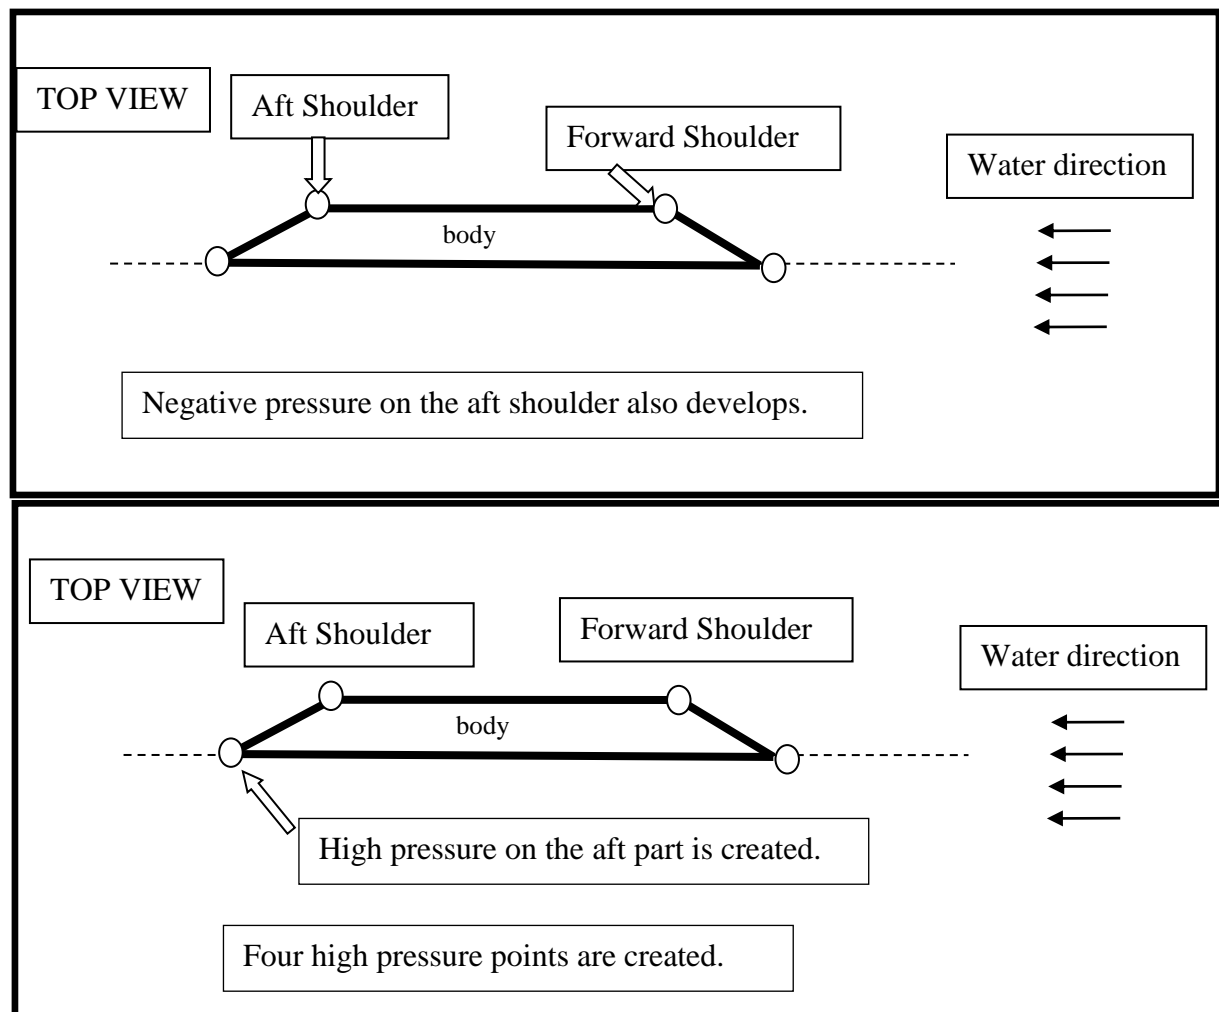 TOP VIEW
Aft Shoulder
Forward Shoulder
Water direction
body
Negative pressure on the aft shoulder also develops.
TOP VIEW
Aft Shoulder
Forward Shoulder
Water direction
body
High pressure on the aft part is created.
Four high pressure points are created.